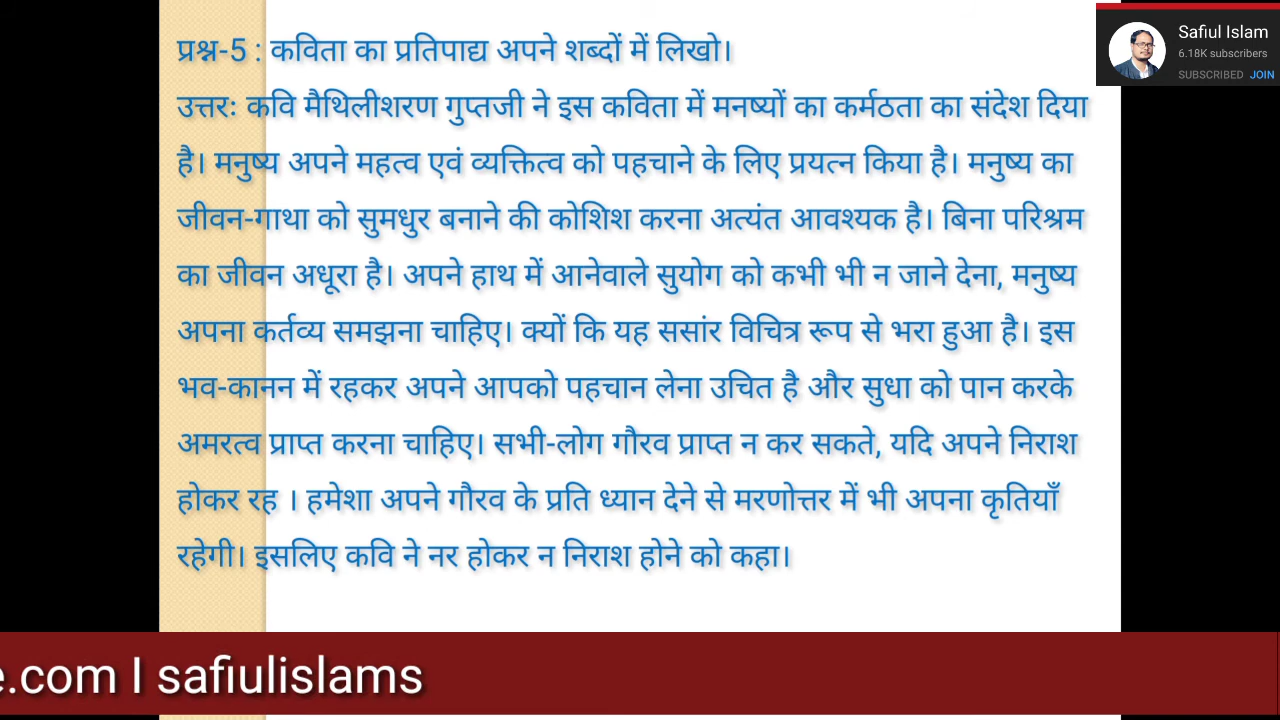 प्रश्न-5 : कविता का प्रतिपाद्य अपने शब्दों में लिखो।
उत्तरः कवि मैथिलीशरण गुप्तजी ने इस कविता में मनष्यों का कर्मठता का संदेश दिया
है। मनुष्य अपने महत्व एवं व्यक्तित्व को पहचाने के लिए प्रयत्न किया है। मनुष्य का
जीवन-गाथा को सुमधुर बनाने की कोशिश करना अत्यंत आवश्यक है। बिना परिश्रम
का जीवन अधूरा है। अपने हाथ में आनेवाले सुयोग को कभी भी न जाने देना, मनुष्य
अपना कर्तव्य समझना चाहिए। क्यों कि यह ससांर विचित्र रूप से भरा हुआ है। इस
भव-कानन में रहकर अपने आपको पहचान लेना उचित है और सुधा को पान करके
अमरत्व प्राप्त करना चाहिए। सभी-लोग गौरव प्राप्त न कर सकते, यदि अपने निराश
होकर रह । हमेशा अपने गौरव के प्रति ध्यान देने से मरणोत्तर में भी अपना कृतियाँ
रहेगी। इसलिए कवि ने नर होकर न निराश होने को कहा।
Safiul Islam
6.18K subscribers
SUBSCRIBED JOIN
e.com I safiulislams